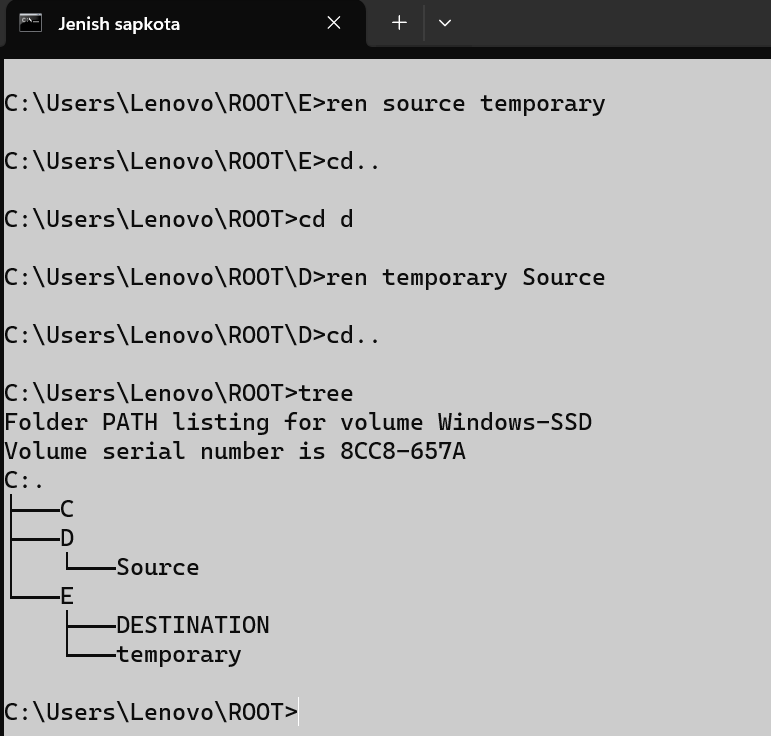 Jenish sapkota
C:\Users\Lenovo\ROOT\E>ren source temporary
C:\Users\Lenovo\ROOT\E>cd..
C:\Users\Lenovo\ROOT>cd d
C:\Users\Lenovo\ROOT\D>ren temporary Source
C:\Users\Lenovo\ROOT\D>cd..
C:\Users\Lenovo\ROOT>tree
Folder PATH listing for volume Windows-SSD
Volume serial number is 8CC8-657A
C:.
├───C
├───D
│   └───Source
└───E
    ├───DESTINATION
    └───temporary
C:\Users\Lenovo\ROOT>